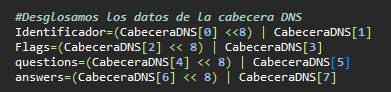 #Desglosamos los datos de la cabecera DNS
Identificador=(CabeceraDNS[0] <<8) | CabeceraDNS[1]
Flags=(CabeceraDNS[2] << 8) | CabeceraDNS[3]
questions=(CabeceraDNS[4] << 8) | CabeceraDNS[5]
answers=(CabeceraDNS[6] << 8) | CabeceraDNS[7]